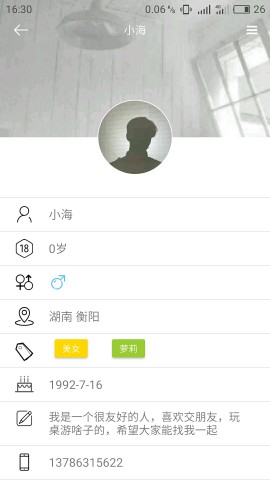 16:30 0.06 k/s 4G 26
小海
小海
18 0岁
湖南 衡阳
美女 萝莉
1992-7-16
我是一个很友好的人，喜欢交朋友，玩
桌游啥子的，希望大家能找我一起
13786315622